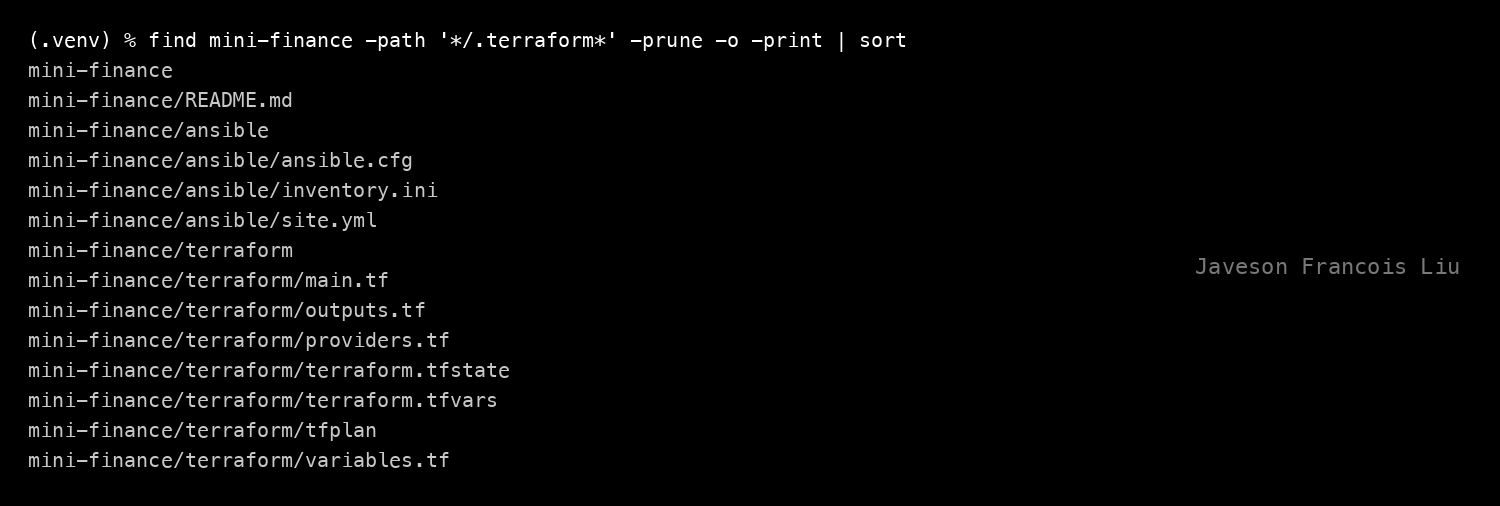 (.venv) % find mini-finance -path '*/.terraform*' -prune -o -print | sort
mini-finance
mini-finance/README.md
mini-finance/ansible
mini-finance/ansible/ansible.cfg
mini-finance/ansible/inventory.ini
mini-finance/ansible/site.yml
mini-finance/terraform
Javeson Francois Liu
mini-finance/terraform/main.tf
mini-finance/terraform/outputs.tf
mini-finance/terraform/providers.tf
mini-finance/terraform/terraform.tfstate
mini-finance/terraform/terraform.tfvars
mini-finance/terraform/tfplan
mini-finance/terraform/variables.tf